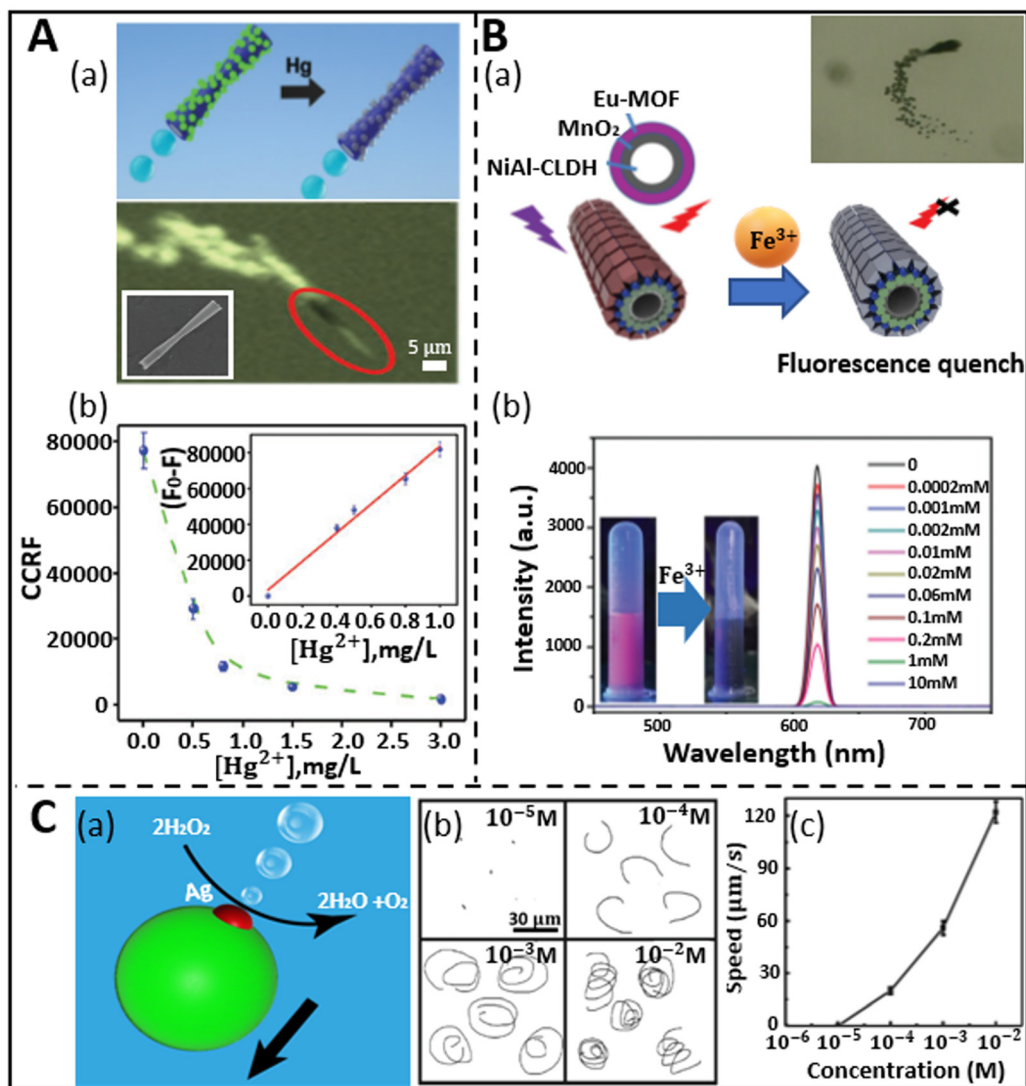 A
(a)
Hg
5 μm
(b)
80000
60000
40000
20000
0
CCRF
0.0 0.5 1.0 1.5 2.0 2.5 3.0
[Hg²⁺],mg/L
(F₀-F)
80000
60000
40000
20000
0
0.0 0.2 0.4 0.6 0.8 1.0
[Hg²⁺],mg/L
B
(a)
Eu-MOF
MnO₂
NiAl-CLDH
Fe³⁺
Fluorescence quench
(b)
4000
3000
2000
1000
0
Intensity (a.u.)
Fe³⁺
0
0.0002mM
0.001mM
0.002mM
0.01mM
0.02mM
0.06mM
0.1mM
0.2mM
1mM
10mM
500 600 700
Wavelength (nm)
C
(a)
2H₂O₂
Ag
2H₂O +O₂
(b)
10⁻⁵M
30 μm
10⁻⁴M
10⁻³M
10⁻²M
(c)
120
90
60
30
0
Speed (μm/s)
10⁻⁶ 10⁻⁵ 10⁻⁴ 10⁻³ 10⁻²
Concentration (M)